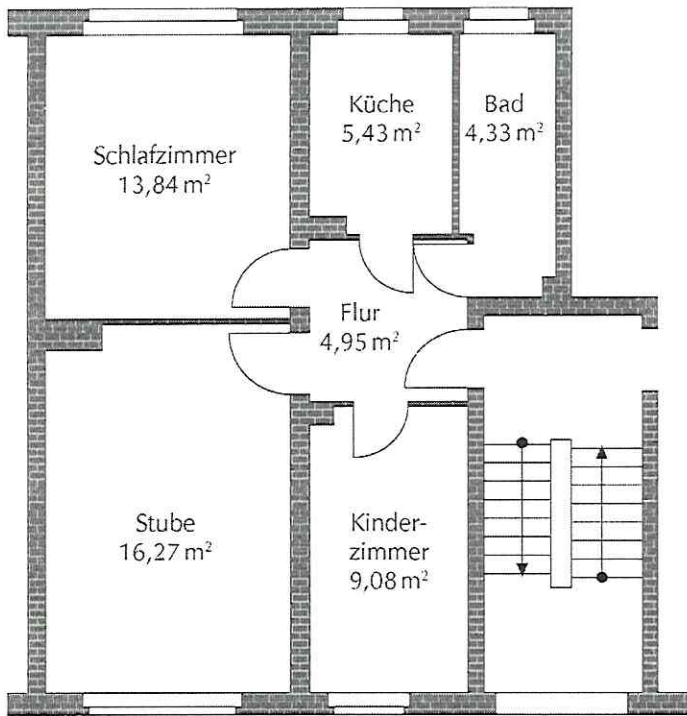 Küche
5,43 m²
Bad
4,33 m²
Schlafzimmer
13,84 m²
Flur
4,95 m²
Stube
16,27 m²
Kinder-
zimmer
9,08 m²